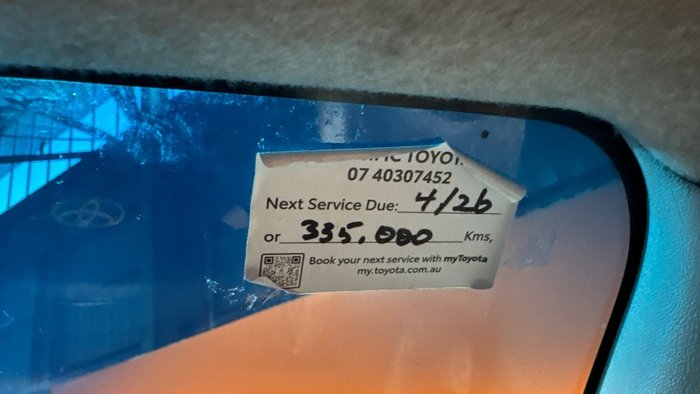 TOYOT
07 40307452
Next Service Due: 4/26
or 335,000 Kms,
Book your next service with myToyota
my.toyota.com.au